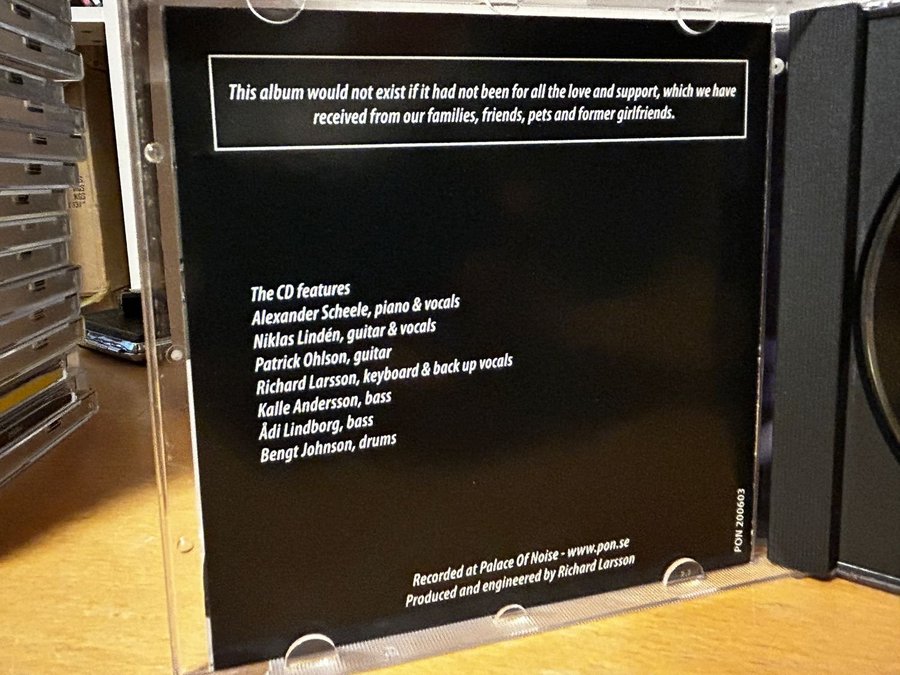 This album would not exist if it had not been for all the love and support, which we have
received from our families, friends, pets and former girlfriends.
The CD features
Alexander Scheele, piano & vocals
Niklas Lindén, guitar & vocals
Patrick Ohlson, guitar
Richard Larsson, keyboard & back up vocals
Kalle Andersson, bass
Ådi Lindborg, bass
Bengt Johnson, drums
PON 200603
Recorded at Palace Of Noise - www.pon.se
Produced and engineered by Richard Larsson